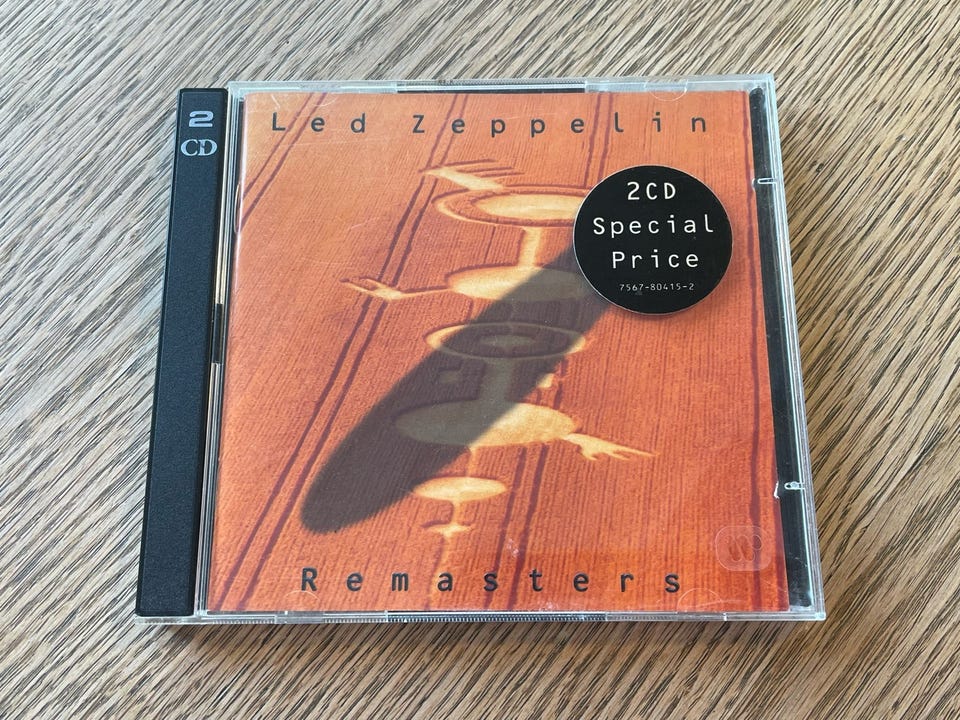 2
CD
Led Zeppelin
2CD
Special
Price
7567-80415-2
Remasters